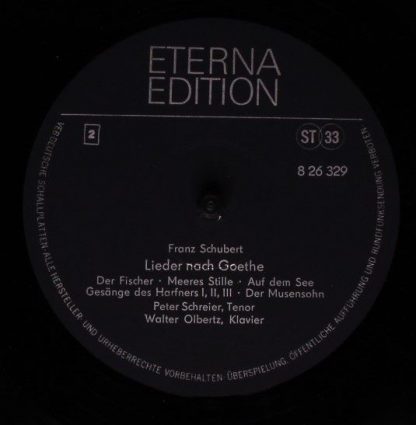 ETERNA
EDITION
2
ST 33
8 26 329
Franz Schubert
Lieder nach Goethe
Der Fischer · Meeres Stille · Auf dem See
Gesänge des Harfners I, II, III · Der Musensohn
Peter Schreier, Tenor
Walter Olbertz, Klavier
VEB DEUTSCHE SCHALLPLATTEN · ALLE HERSTELLER- UND URHEBERRECHTE VORBEHALTEN · ÜBERSPIELUNG, ÖFFENTLICHE AUFFÜHRUNG UND RUNDFUNKSENDUNG VERBOTEN